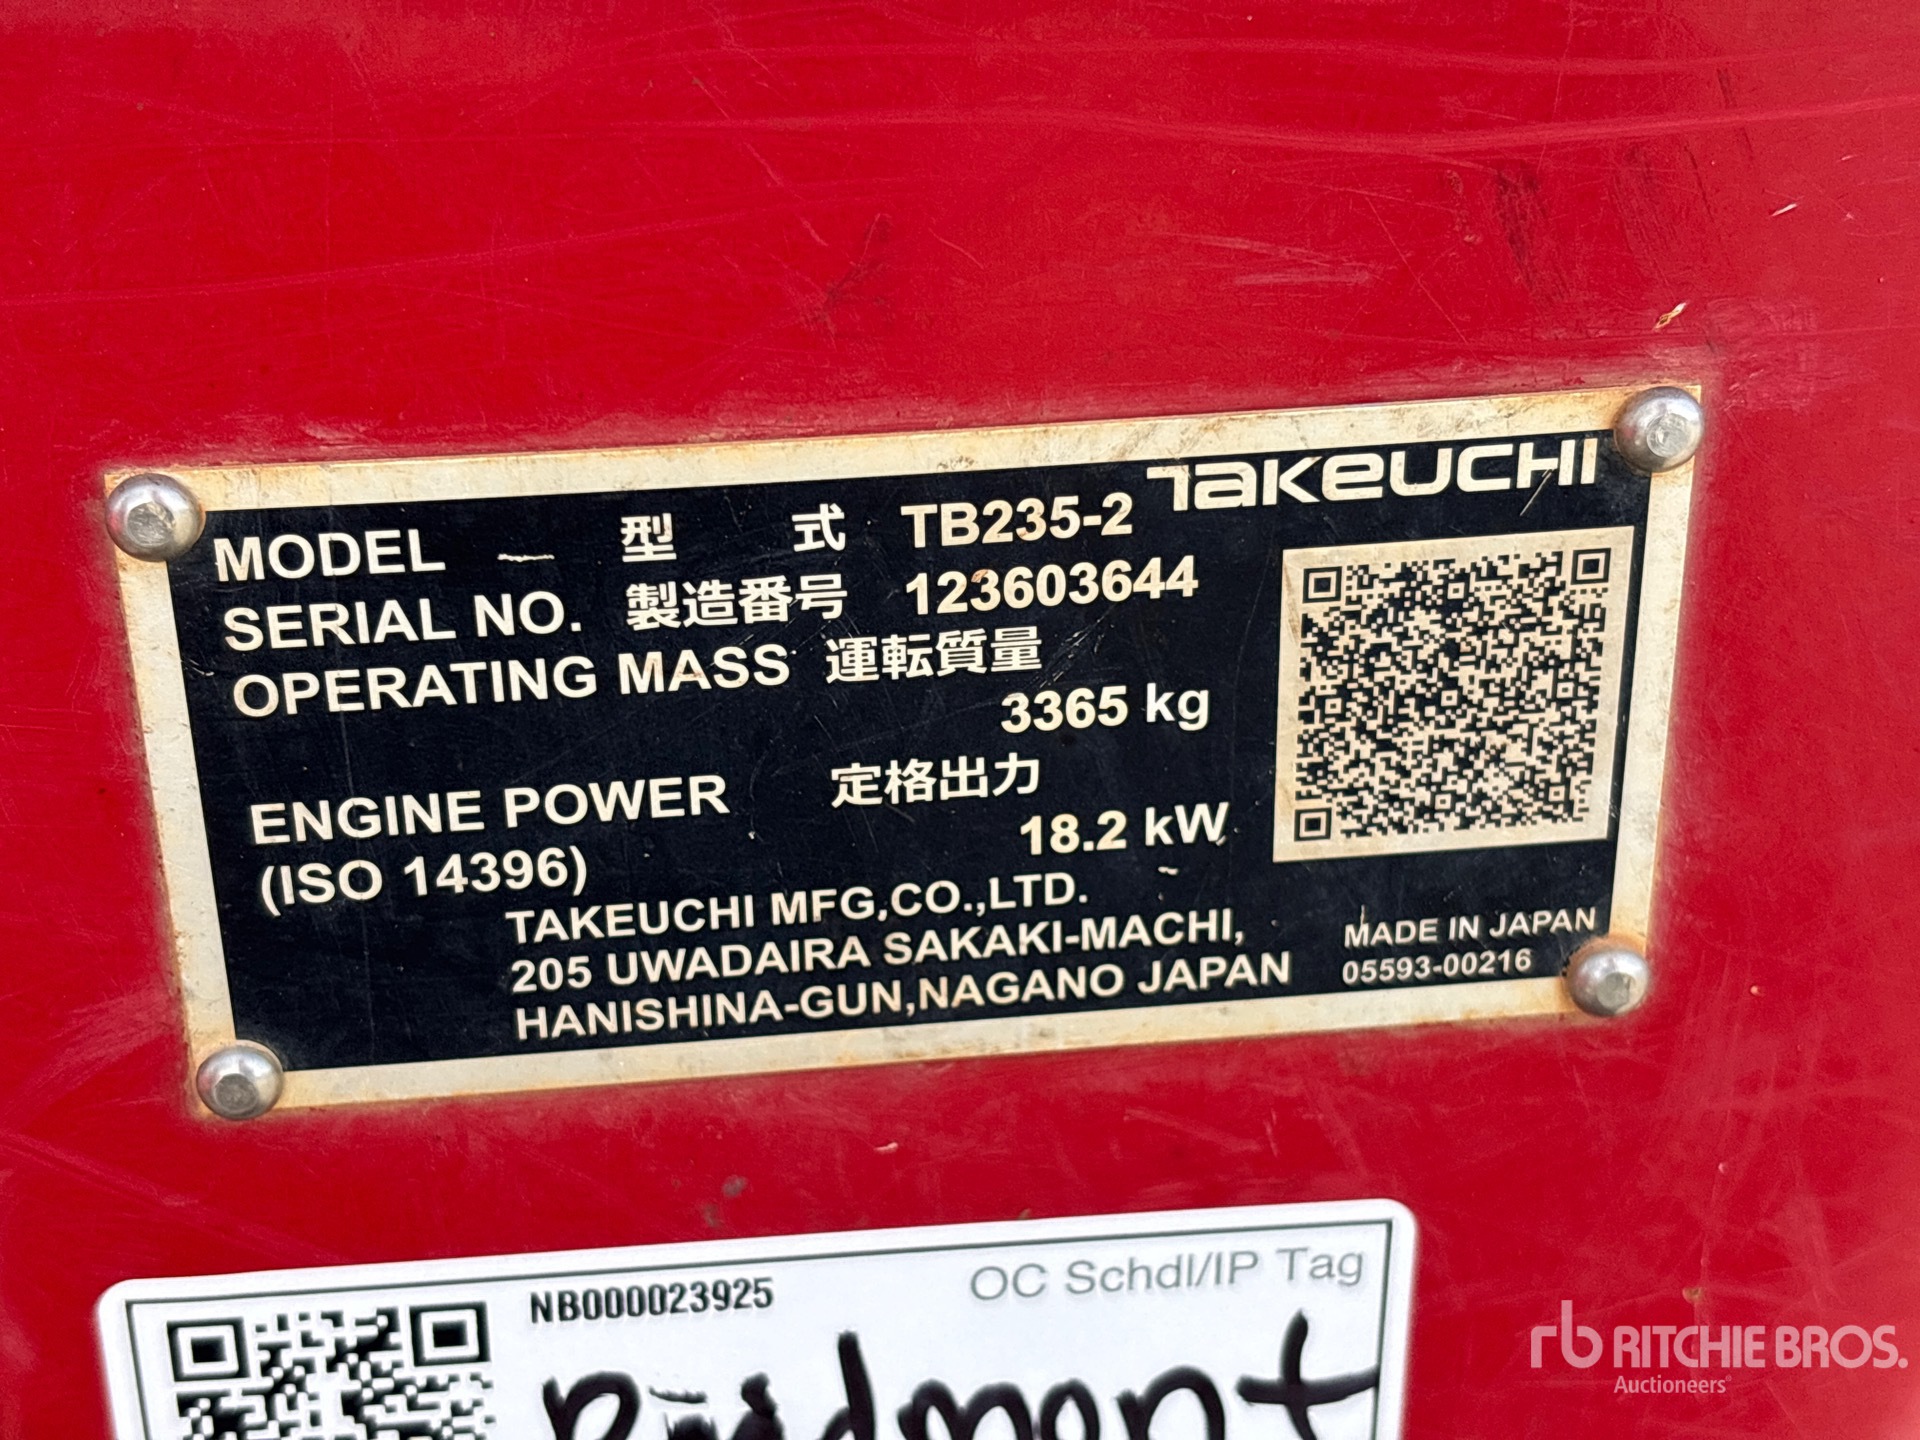 TAKEUCHI
MODEL 型 式 TB235-2
SERIAL NO. 製造番号 123603644
OPERATING MASS 運転質量
3365 kg
ENGINE POWER 定格出力
(ISO 14396) 18.2 kW
TAKEUCHI MFG.CO.,LTD.
205 UWADAIRA SAKAKI-MACHI,
HANISHINA-GUN,NAGANO JAPAN
MADE IN JAPAN
05593-00216
NB000023925
OC Schdl/IP Tag
Piedmont
rb RITCHIE BROS.
Auctioneers